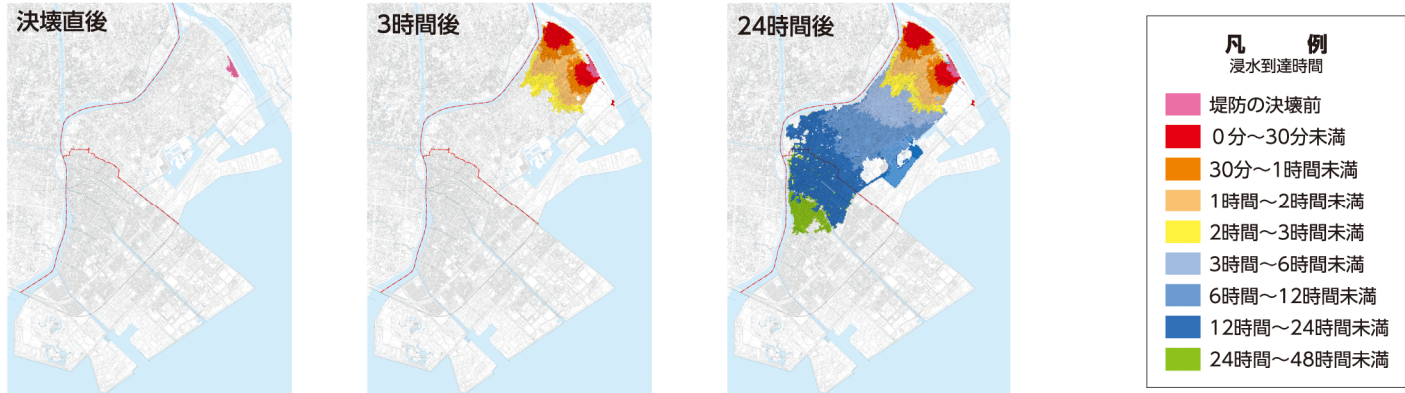 決壊直後
3時間後
24時間後
凡 例
浸水到達時間
堤防の決壊前
0分〜30分未満
30分〜1時間未満
1時間〜2時間未満
2時間〜3時間未満
3時間〜6時間未満
6時間〜12時間未満
12時間〜24時間未満
24時間〜48時間未満